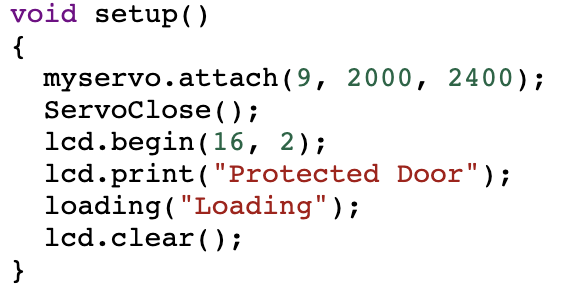 void setup()
{
  myservo.attach(9, 2000, 2400);
  ServoClose();
  lcd.begin(16, 2);
  lcd.print("Protected Door");
  loading("Loading");
  lcd.clear();
}